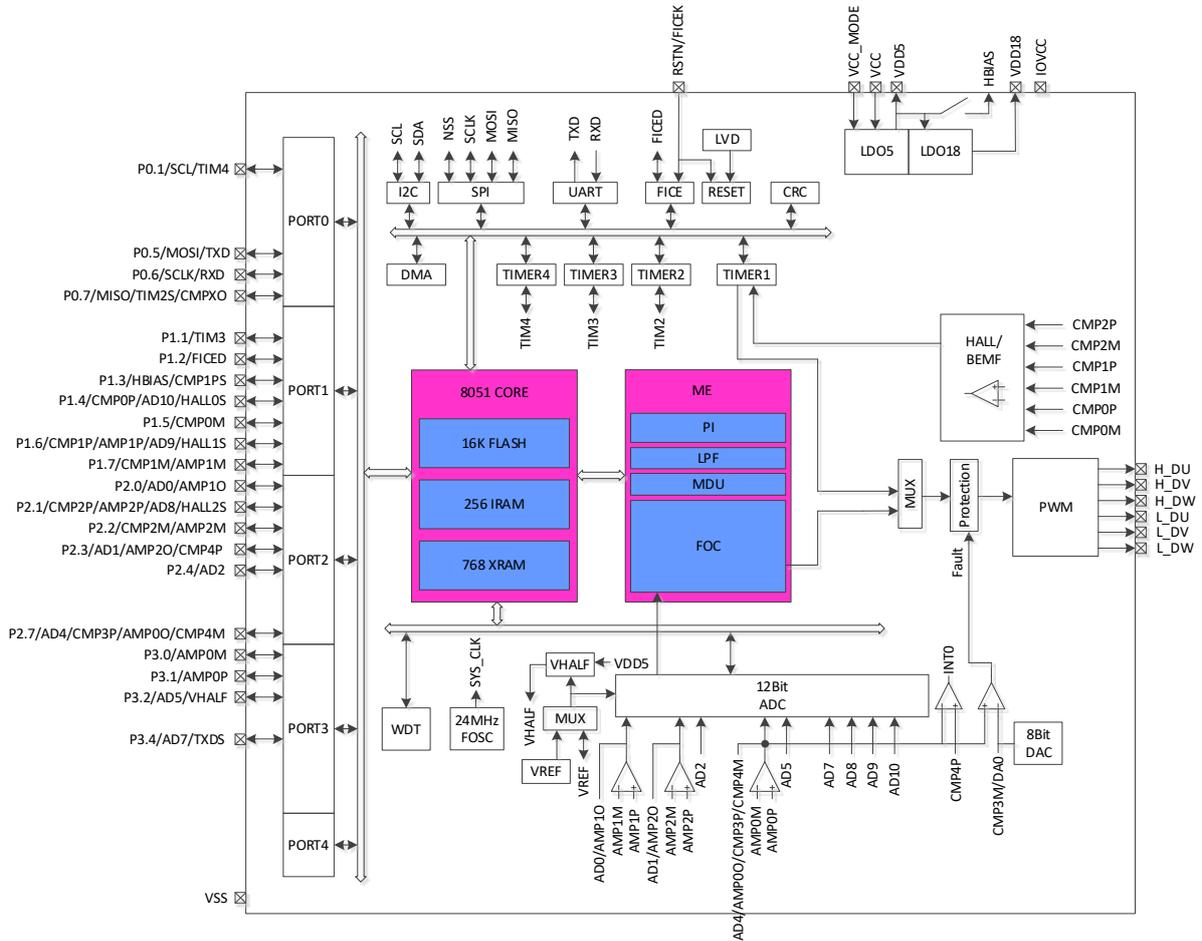 RSTN/FICEK
VCC_MODE
VCC
VDD5
HBIAS
VDD18
IOVCC
LDO5
LDO18
P0.1/SCL/TIM4
P0.5/MOSI/TXD
P0.6/SCLK/RXD
P0.7/MISO/TIM2S/CMPXO
P1.1/TIM3
P1.2/FICED
P1.3/HBIAS/CMP1PS
P1.4/CMP0P/AD10/HALL0S
P1.5/CMP0M
P1.6/CMP1P/AMP1P/AD9/HALL1S
P1.7/CMP1M/AMP1M
P2.0/AD0/AMP1O
P2.1/CMP2P/AMP2P/AD8/HALL2S
P2.2/CMP2M/AMP2M
P2.3/AD1/AMP2O/CMP4P
P2.4/AD2
P2.7/AD4/CMP3P/AMP0O/CMP4M
P3.0/AMP0M
P3.1/AMP0P
P3.2/AD5/VHALF
P3.4/AD7/TXDS
VSS
PORT0
PORT1
PORT2
PORT3
PORT4
SCL
SDA
NSS
SCLK
MOSI
MISO
TXD
RXD
FICED
LVD
I2C
SPI
UART
FICE
RESET
CRC
DMA
TIMER4
TIMER3
TIMER2
TIMER1
TIM4
TIM3
TIM2
8051 CORE
16K FLASH
256 IRAM
768 XRAM
ME
PI
LPF
MDU
FOC
HALL/
BEMF
CMP2P
CMP2M
CMP1P
CMP1M
CMP0P
CMP0M
MUX
Protection
Fault
PWM
H_DU
H_DV
H_DW
L_DU
L_DV
L_DW
WDT
SYS_CLK
24MHz
FOSC
VHALF
VDD5
VHALF
MUX
VREF
VREF
12Bit
ADC
INT0
8Bit
DAC
AD0/AMP1O
AMP1M
AMP1P
AD1/AMP2O
AMP2M
AMP2P
AD2
AD4/AMP0O/CMP3P/CMP4M
AMP0M
AMP0P
AD5
AD7
AD8
AD9
AD10
CMP4P
CMP3M/DA0